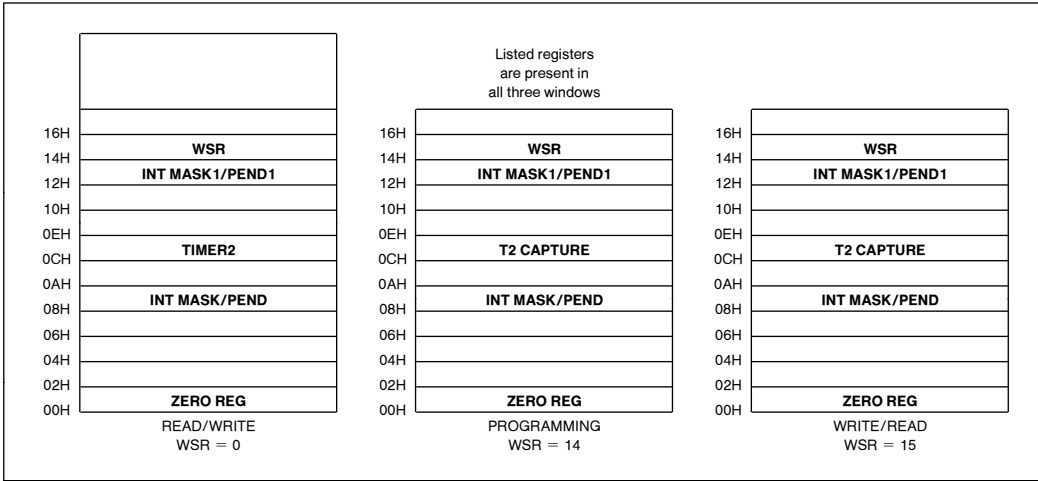 Listed registers
are present in
all three windows
16H
WSR
14H
INT MASK1/PEND1
12H
10H
0EH
TIMER2
0CH
0AH
INT MASK/PEND
08H
06H
04H
02H
ZERO REG
00H
READ/WRITE
WSR = 0
16H
WSR
14H
INT MASK1/PEND1
12H
10H
0EH
T2 CAPTURE
0CH
0AH
INT MASK/PEND
08H
06H
04H
02H
ZERO REG
00H
PROGRAMMING
WSR = 14
16H
WSR
14H
INT MASK1/PEND1
12H
10H
0EH
T2 CAPTURE
0CH
0AH
INT MASK/PEND
08H
06H
04H
02H
ZERO REG
00H
WRITE/READ
WSR = 15